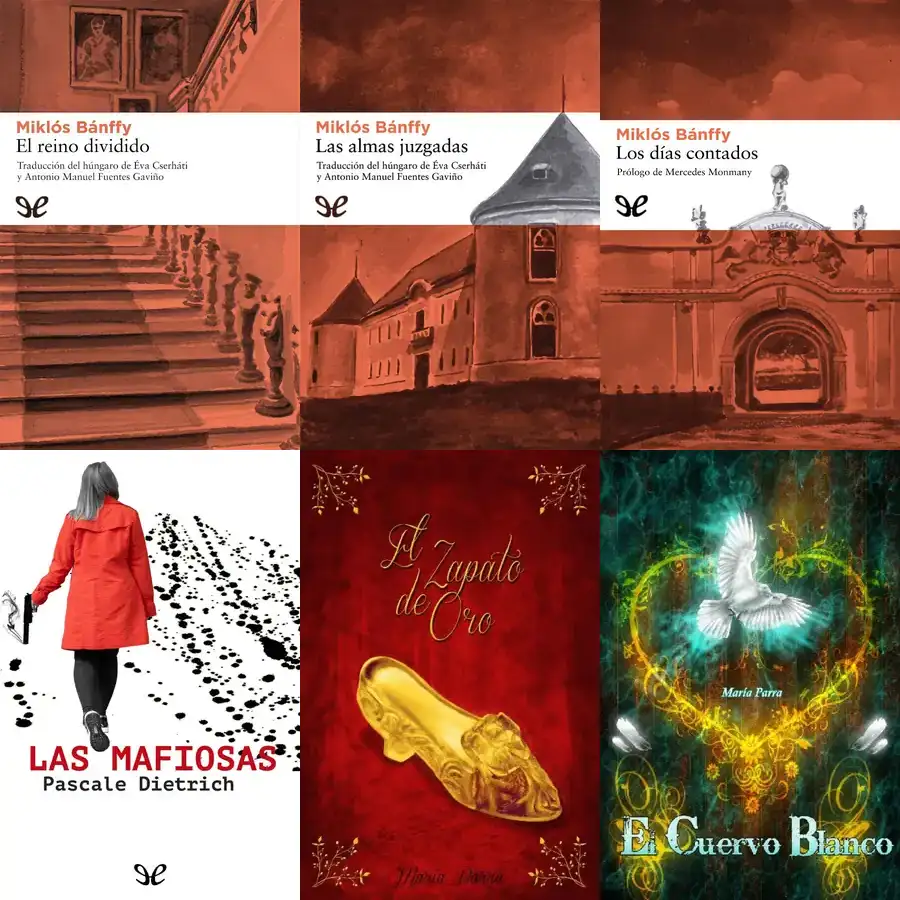 Miklós Bánffy
El reino dividido
Traducción del húngaro de Éva Cserháti
y Antonio Manuel Fuentes Gaviño
Miklós Bánffy
Las almas juzgadas
Traducción del húngaro de Éva Cserháti
y Antonio Manuel Fuentes Gaviño
Miklós Bánffy
Los días contados
Prólogo de Mercedes Monmany
LAS MAFIOSAS
Pascale Dietrich
El Zapato
de Oro
María Parra
María Parra
El Cuervo Blanco